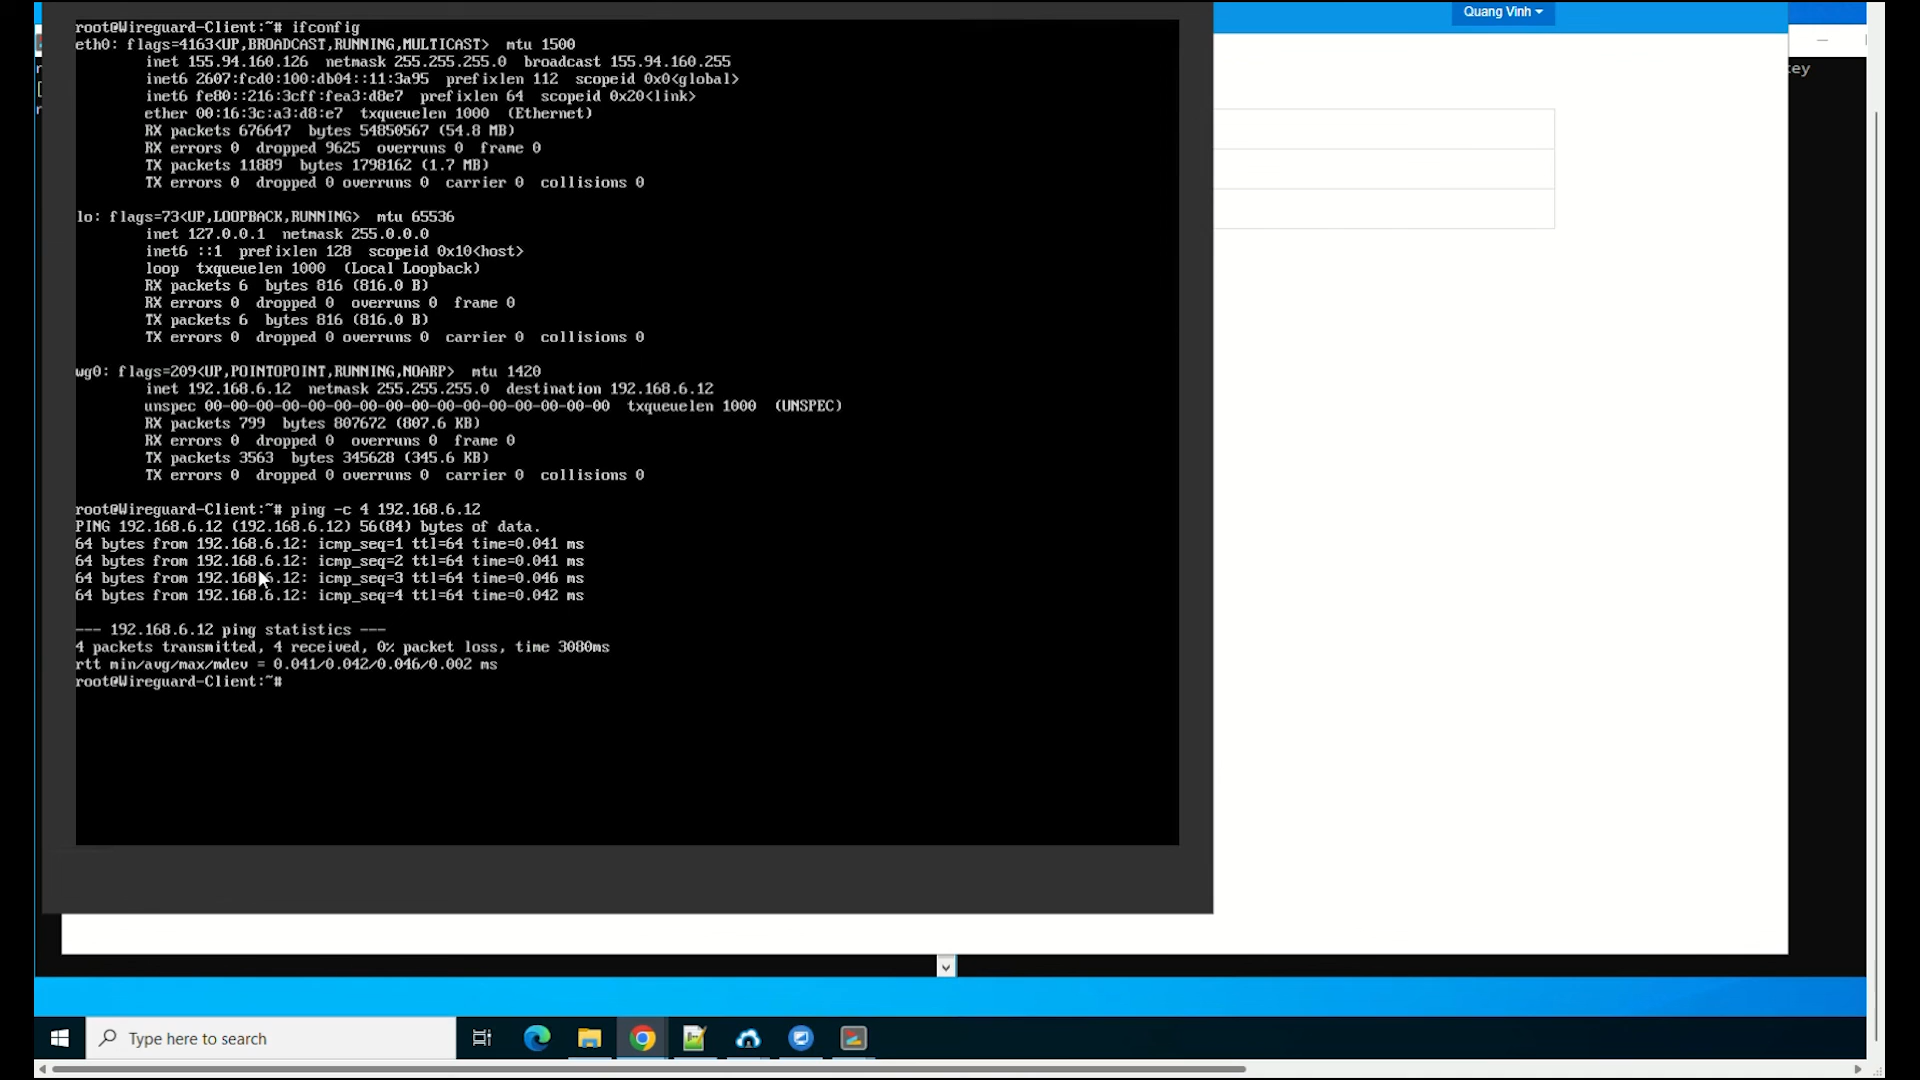 Quang Vinh
root@Wireguard-Client:~# ifconfig
eth0: flags=4163<UP,BROADCAST,RUNNING,MULTICAST>  mtu 1500
inet 155.94.160.126  netmask 255.255.255.0  broadcast 155.94.160.255
inet6 2607:fcd0:100:db04::11:3a95  prefixlen 112  scopeid 0x0<global>
inet6 fe80::216:3cff:fea3:d8e7  prefixlen 64  scopeid 0x20<link>
ether 00:16:3c:a3:d8:e7  txqueuelen 1000  (Ethernet)
RX packets 676647  bytes 54850567 (54.8 MB)
RX errors 0  dropped 9625  overruns 0  frame 0
TX packets 11889  bytes 1798162 (1.7 MB)
TX errors 0  dropped 0 overruns 0  carrier 0  collisions 0
lo: flags=73<UP,LOOPBACK,RUNNING>  mtu 65536
inet 127.0.0.1  netmask 255.0.0.0
inet6 ::1  prefixlen 128  scopeid 0x10<host>
loop  txqueuelen 1000  (Local Loopback)
RX packets 6  bytes 816 (816.0 B)
RX errors 0  dropped 0  overruns 0  frame 0
TX packets 6  bytes 816 (816.0 B)
TX errors 0  dropped 0 overruns 0  carrier 0  collisions 0
wg0: flags=209<UP,POINTOPOINT,RUNNING,NOARP>  mtu 1420
inet 192.168.6.12  netmask 255.255.255.0  destination 192.168.6.12
unspec 00-00-00-00-00-00-00-00-00-00-00-00-00-00-00-00  txqueuelen 1000  (UNSPEC)
RX packets 799  bytes 807672 (807.6 KB)
RX errors 0  dropped 0  overruns 0  frame 0
TX packets 3563  bytes 345628 (345.6 KB)
TX errors 0  dropped 0 overruns 0  carrier 0  collisions 0
root@Wireguard-Client:~# ping -c 4 192.168.6.12
PING 192.168.6.12 (192.168.6.12) 56(84) bytes of data.
64 bytes from 192.168.6.12: icmp_seq=1 ttl=64 time=0.041 ms
64 bytes from 192.168.6.12: icmp_seq=2 ttl=64 time=0.041 ms
64 bytes from 192.168.6.12: icmp_seq=3 ttl=64 time=0.046 ms
64 bytes from 192.168.6.12: icmp_seq=4 ttl=64 time=0.042 ms
--- 192.168.6.12 ping statistics ---
4 packets transmitted, 4 received, 0% packet loss, time 3080ms
rtt min/avg/max/mdev = 0.041/0.042/0.046/0.002 ms
root@Wireguard-Client:~#
Type here to search